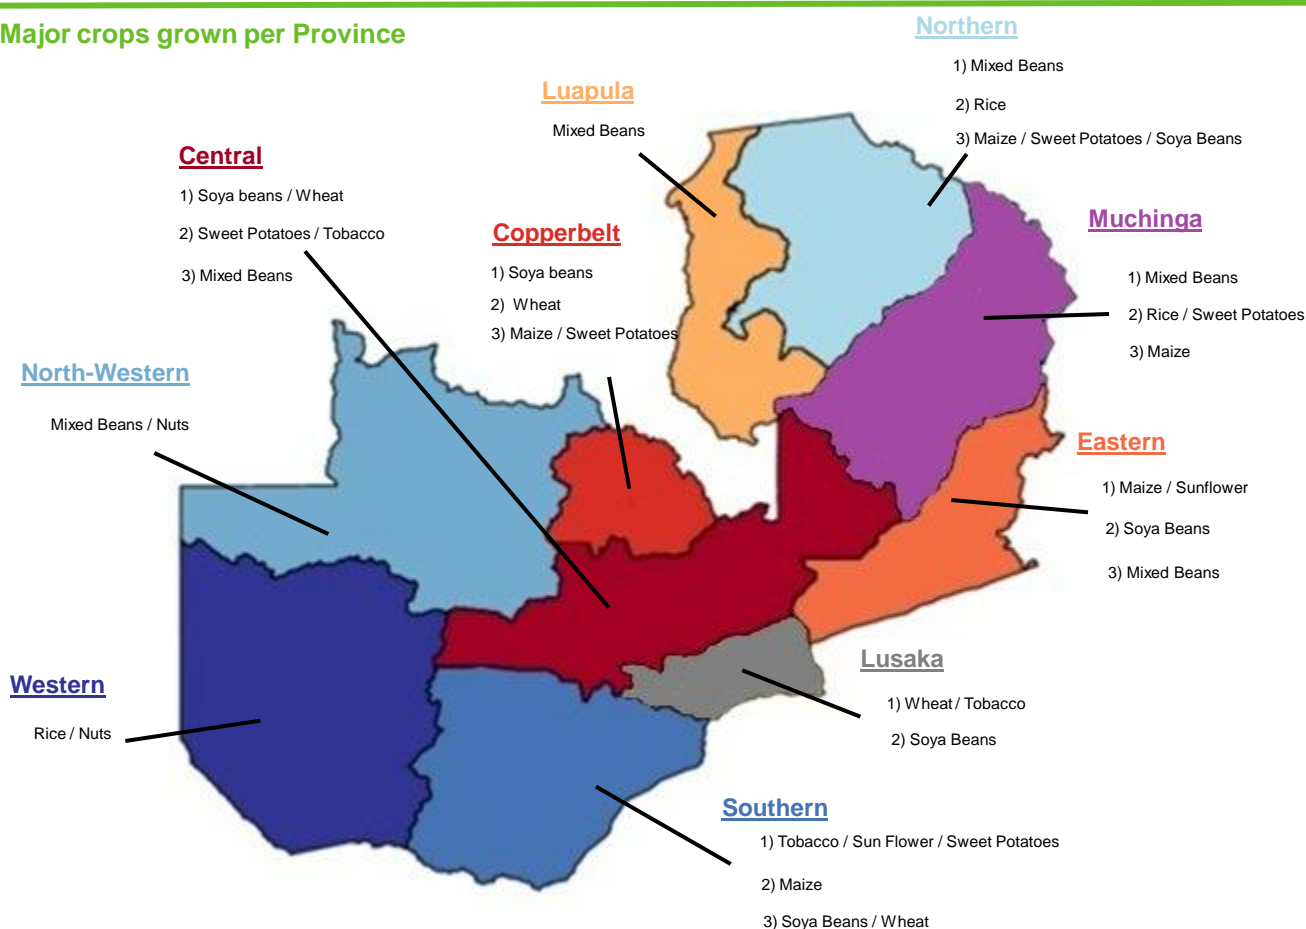 Major crops grown per Province
Northern
1) Mixed Beans
2) Rice
3) Maize / Sweet Potatoes / Soya Beans
Luapula
Mixed Beans
Central
1) Soya beans / Wheat
2) Sweet Potatoes / Tobacco
3) Mixed Beans
Copperbelt
1) Soya beans
2) Wheat
3) Maize / Sweet Potatoes
Muchinga
1) Mixed Beans
2) Rice / Sweet Potatoes
3) Maize
North-Western
Mixed Beans / Nuts
Eastern
1) Maize / Sunflower
2) Soya Beans
3) Mixed Beans
Western
Rice / Nuts
Lusaka
1) Wheat / Tobacco
2) Soya Beans
Southern
1) Tobacco / Sun Flower / Sweet Potatoes
2) Maize
3) Soya Beans / Wheat